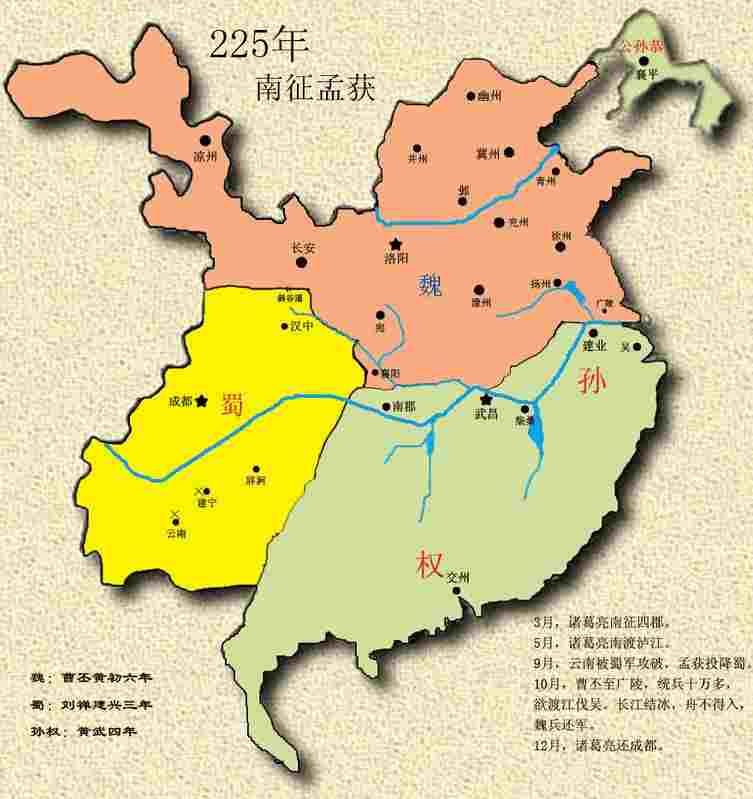 225年
南征孟获
公孙恭
襄平
幽州
凉州
并州
冀州
青州
邺
兖州
徐州
长安
洛阳
魏
扬州
豫州
广陵
宛
汉中
建业
吴
襄阳
孙
成都
蜀
南郡
武昌
柴桑
牂牁
建宁
云南
权
交州
3月，诸葛亮南征四郡。
5月，诸葛亮南渡泸江。
9月，云南被蜀军攻破，孟获投降蜀。
10月，曹丕至广陵，统兵十万多，
欲渡江伐吴。长江结冰，舟不得入，
魏兵还军。
12月，诸葛亮还成都。
魏：曹丕黄初六年
蜀：刘禅建兴三年
孙权：黄武四年